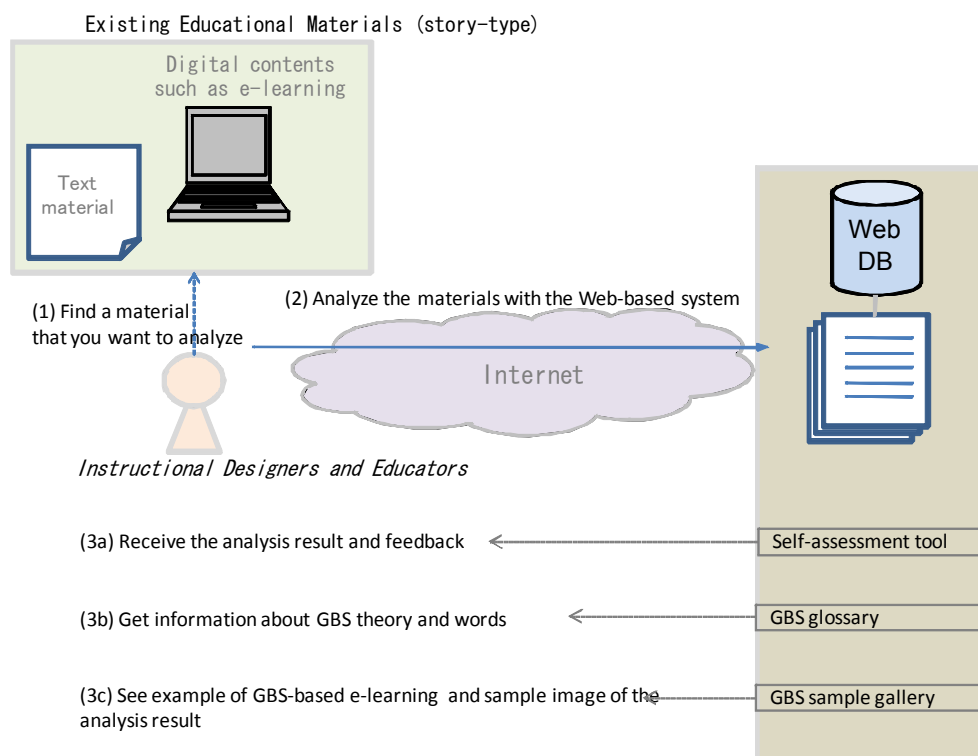 Existing Educational Materials (story-type)
Digital contents
such as e-learning
Text
material
Web
DB
(1) Find a material
that you want to analyze
(2) Analyze the materials with the Web-based system
Internet
Instructional Designers and Educators
(3a) Receive the analysis result and feedback
Self-assessment tool
(3b) Get information about GBS theory and words
GBS glossary
(3c) See example of GBS-based e-learning and sample image of the
analysis result
GBS sample gallery